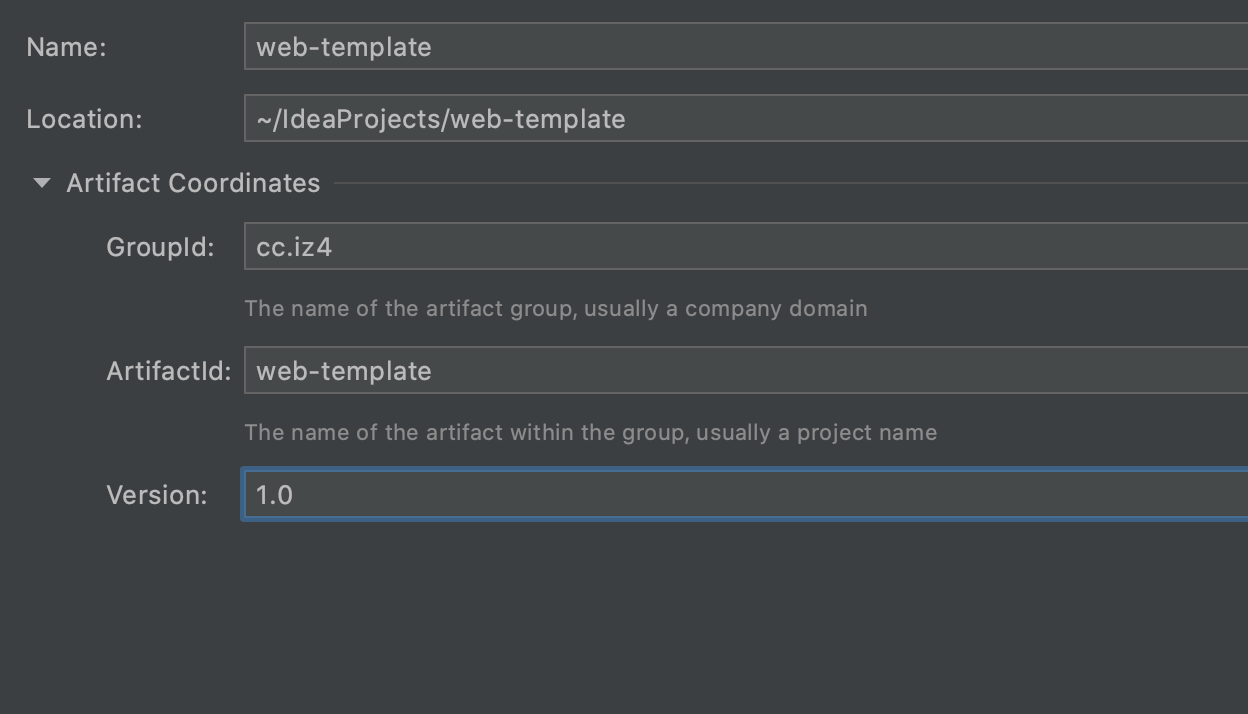 Name: web-template
Location: ~/IdeaProjects/web-template
Artifact Coordinates
GroupId: cc.iz4
The name of the artifact group, usually a company domain
ArtifactId: web-template
The name of the artifact within the group, usually a project name
Version: 1.0